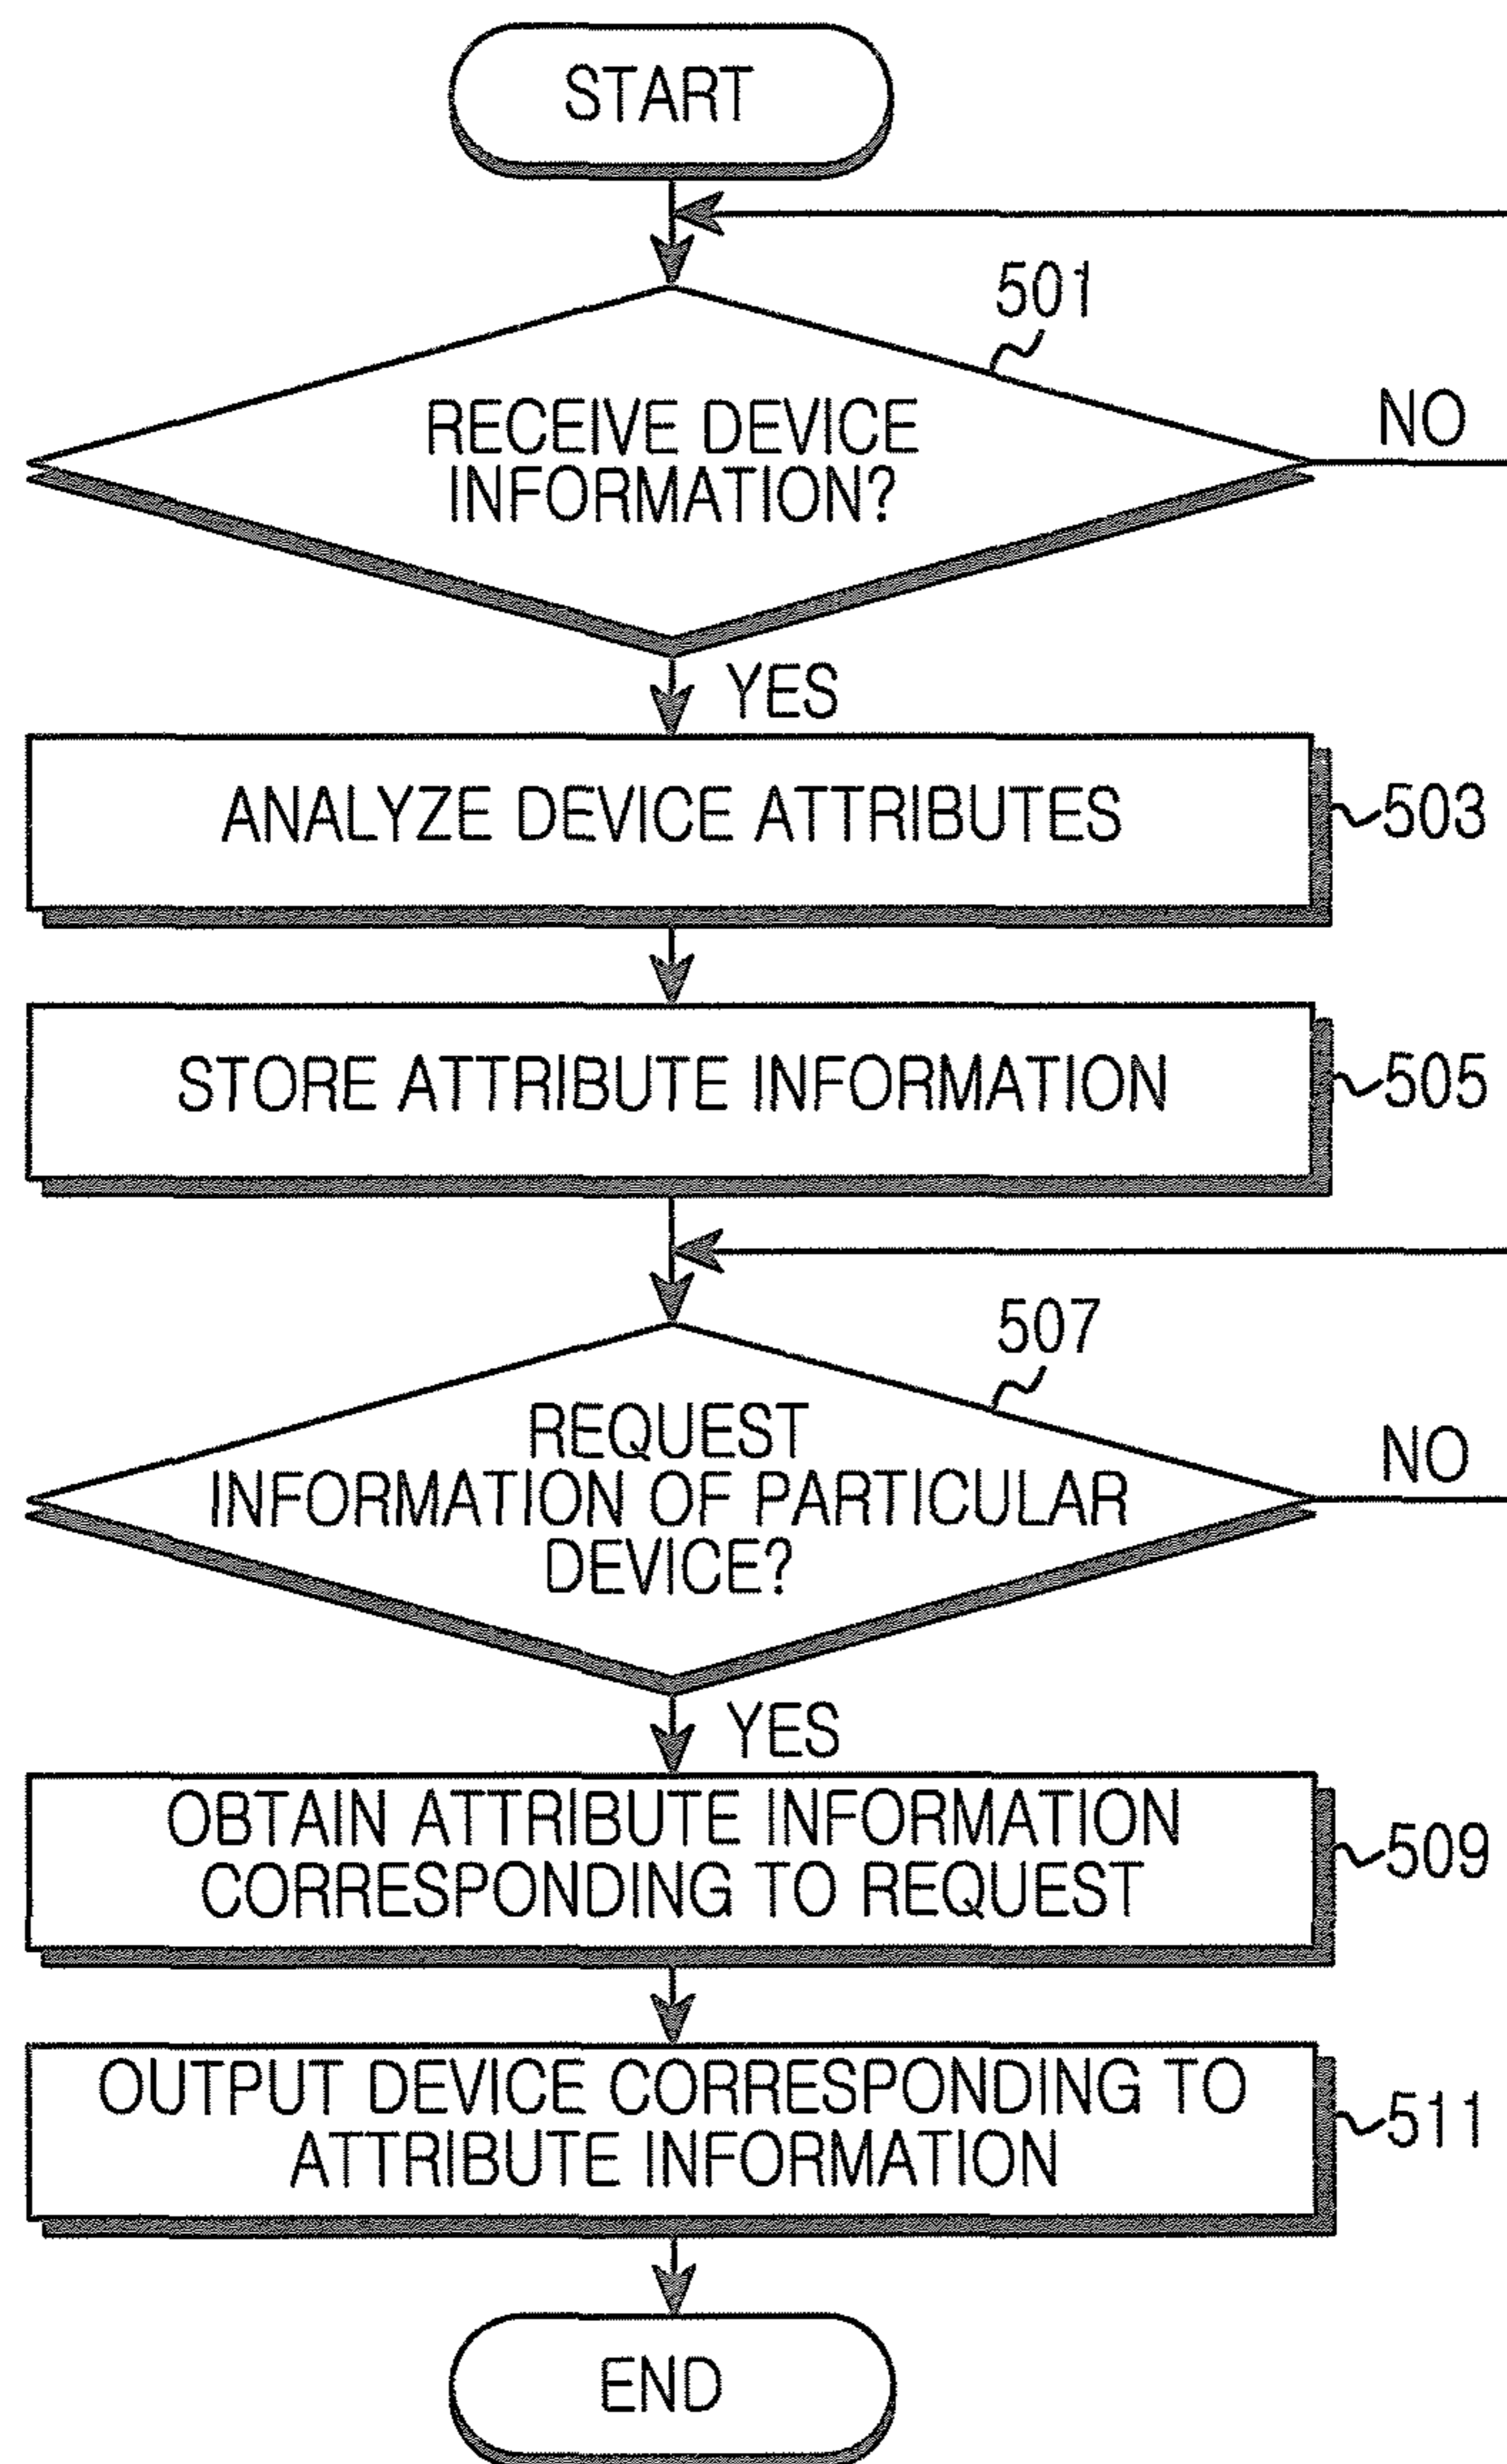 START
501
RECEIVE DEVICE
INFORMATION?
NO
YES
ANALYZE DEVICE ATTRIBUTES
503
STORE ATTRIBUTE INFORMATION
505
507
REQUEST
INFORMATION OF PARTICULAR
DEVICE?
NO
YES
OBTAIN ATTRIBUTE INFORMATION
CORRESPONDING TO REQUEST
509
OUTPUT DEVICE CORRESPONDING TO
ATTRIBUTE INFORMATION
511
END